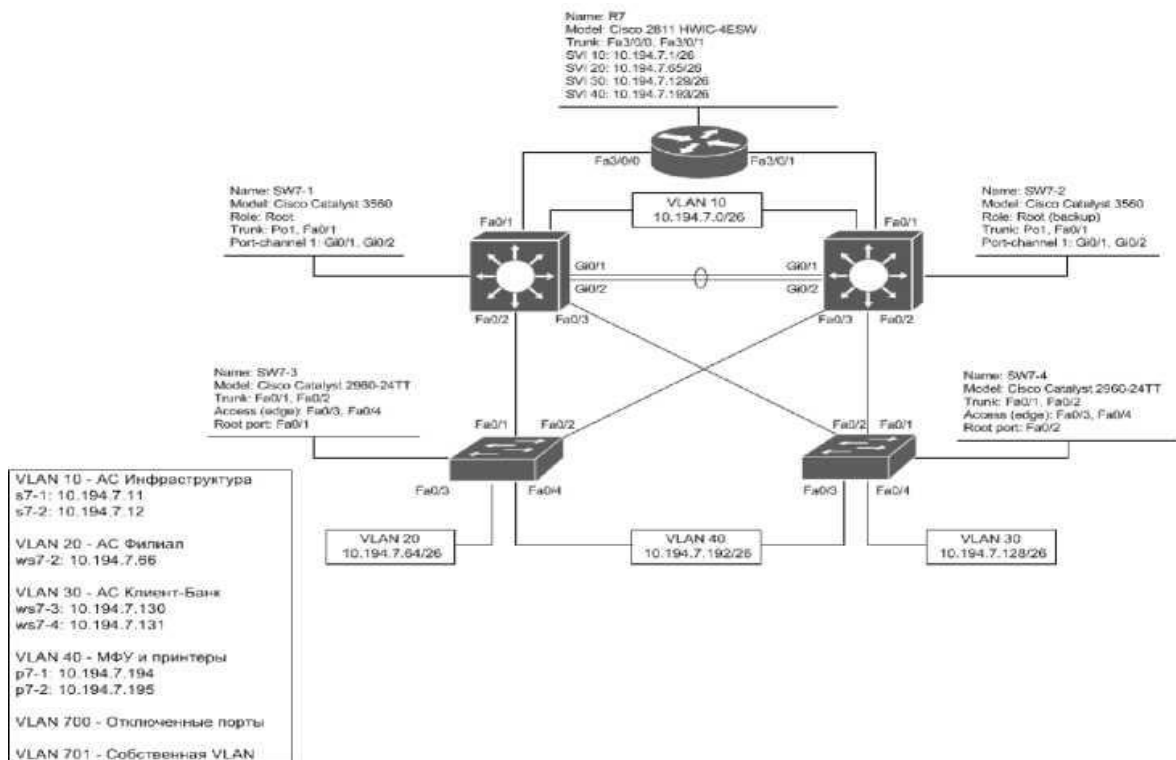 Name: R7
Model: Cisco 2811 HWIC-4ESW
Trunk: Fa3/0/0, Fa3/0/1
SVI 10: 10.194.7.1/26
SVI 20: 10.194.7.65/26
SVI 30: 10.194.7.129/26
SVI 40: 10.194.7.193/26
Fa3/0/0
Fa3/0/1
Name: SW7-1
Model: Cisco Catalyst 3560
Role: Root
Trunk: Po1, Fa0/1
Port-channel 1: Gi0/1, Gi0/2
VLAN 10
10.194.7.0/26
Name: SW7-2
Model: Cisco Catalyst 3560
Role: Root (backup)
Trunk: Po1, Fa0/1
Port-channel 1: Gi0/1, Gi0/2
Fa0/1
Fa0/1
Gi0/1
Gi0/1
Gi0/2
Gi0/2
Fa0/2
Fa0/3
Fa0/3
Fa0/2
Name: SW7-3
Model: Cisco Catalyst 2960-24TT
Trunk: Fa0/1, Fa0/2
Access (edge): Fa0/3, Fa0/4
Root port: Fa0/1
Name: SW7-4
Model: Cisco Catalyst 2960-24TT
Trunk: Fa0/1, Fa0/2
Access (edge): Fa0/3, Fa0/4
Root port: Fa0/2
Fa0/1
Fa0/2
Fa0/2
Fa0/1
Fa0/3
Fa0/4
Fa0/3
Fa0/4
VLAN 20
10.194.7.64/26
VLAN 40
10.194.7.192/26
VLAN 30
10.194.7.128/26
VLAN 10 - АС Инфраструктура
s7-1: 10.194.7.11
s7-2: 10.194.7.12
VLAN 20 - АС Филиал
ws7-2: 10.194.7.66
VLAN 30 - АС Клиент-Банк
ws7-3: 10.194.7.130
ws7-4: 10.194.7.131
VLAN 40 - МФУ и принтеры
p7-1: 10.194.7.194
p7-2: 10.194.7.195
VLAN 700 - Отключенные порты
VLAN 701 - Собственная VLAN